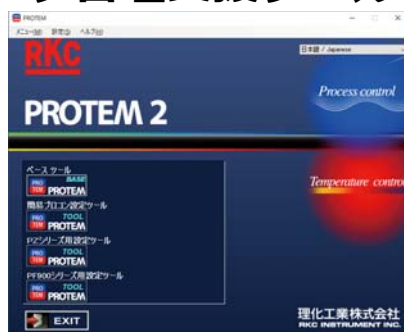 PROTEM
メニュー(M) 設定(S) ヘルプ(H)
RKC
日本語 / Japanese
Process control
PROTEM 2
Temperature control
ベースツール
PRO TEM BASE PROTEM
簡易プロコン設定ツール
PRO TEM TOOL PROTEM
PZシリーズ用設定ツール
PRO TEM TOOL PROTEM
PF900シリーズ用設定ツール
PRO TEM TOOL PROTEM
EXIT
理化工業株式会社
RKC INSTRUMENT INC.